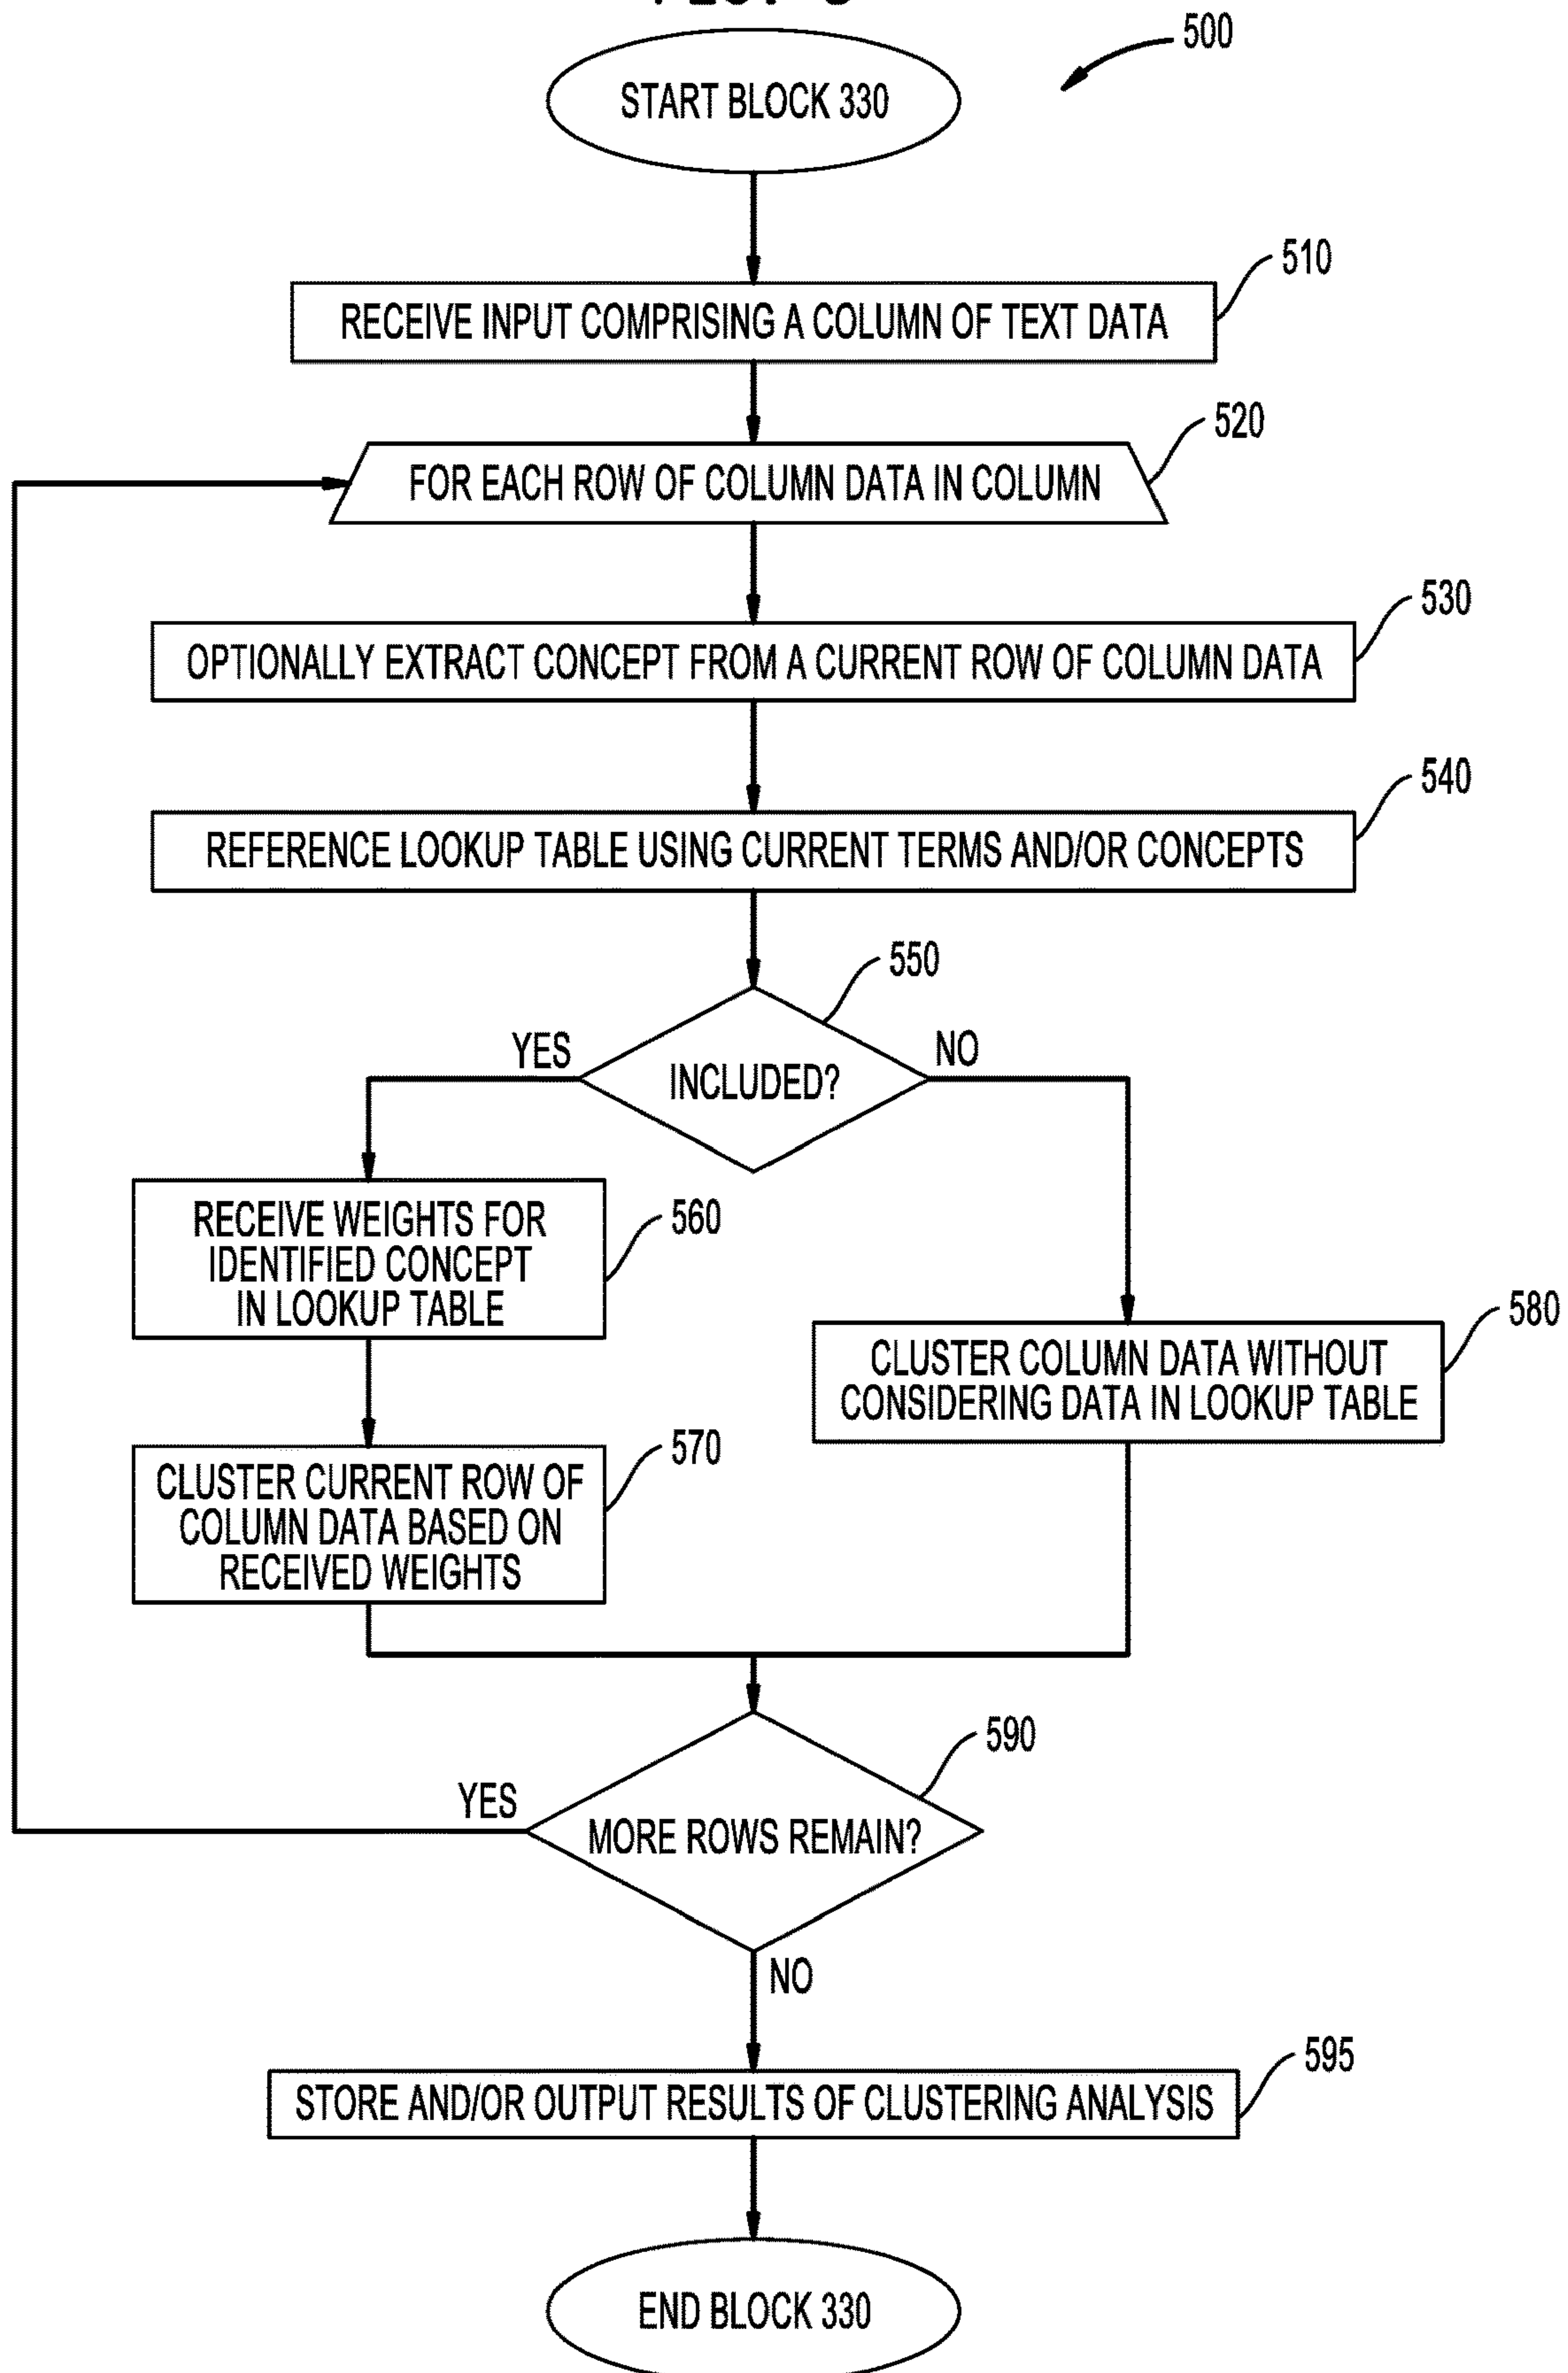 500
START BLOCK 330
510
RECEIVE INPUT COMPRISING A COLUMN OF TEXT DATA
520
FOR EACH ROW OF COLUMN DATA IN COLUMN
530
OPTIONALLY EXTRACT CONCEPT FROM A CURRENT ROW OF COLUMN DATA
540
REFERENCE LOOKUP TABLE USING CURRENT TERMS AND/OR CONCEPTS
550
YES
NO
INCLUDED?
RECEIVE WEIGHTS FOR
IDENTIFIED CONCEPT
IN LOOKUP TABLE
560
580
CLUSTER COLUMN DATA WITHOUT
CONSIDERING DATA IN LOOKUP TABLE
570
CLUSTER CURRENT ROW OF
COLUMN DATA BASED ON
RECEIVED WEIGHTS
590
YES
MORE ROWS REMAIN?
NO
595
STORE AND/OR OUTPUT RESULTS OF CLUSTERING ANALYSIS
END BLOCK 330